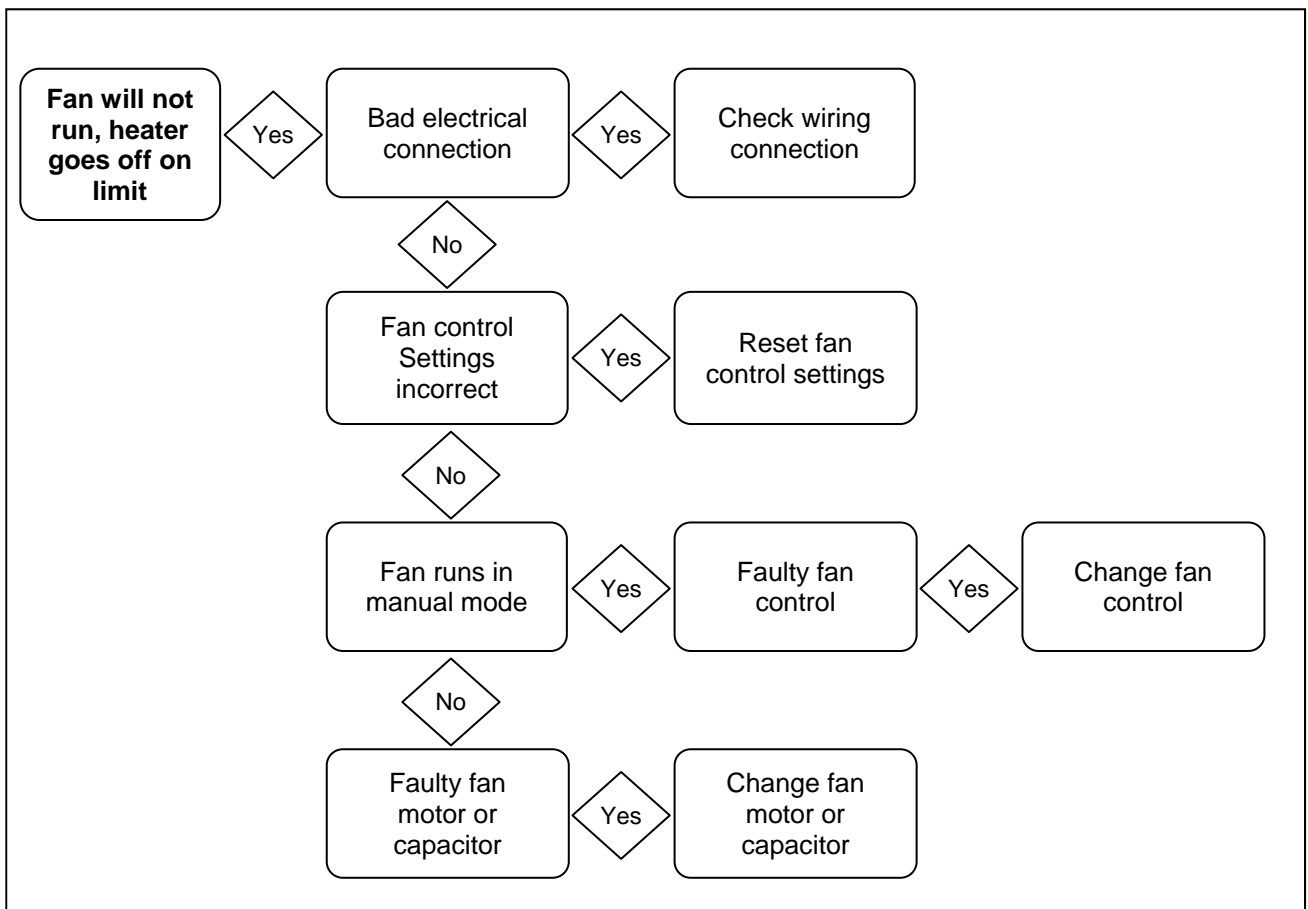 Fan will not
run, heater
goes off on
limit
Yes
Bad electrical
connection
Yes
Check wiring
connection
No
Fan control
Settings
incorrect
Yes
Reset fan
control settings
No
Fan runs in
manual mode
Yes
Faulty fan
control
Yes
Change fan
control
No
Faulty fan
motor or
capacitor
Yes
Change fan
motor or
capacitor